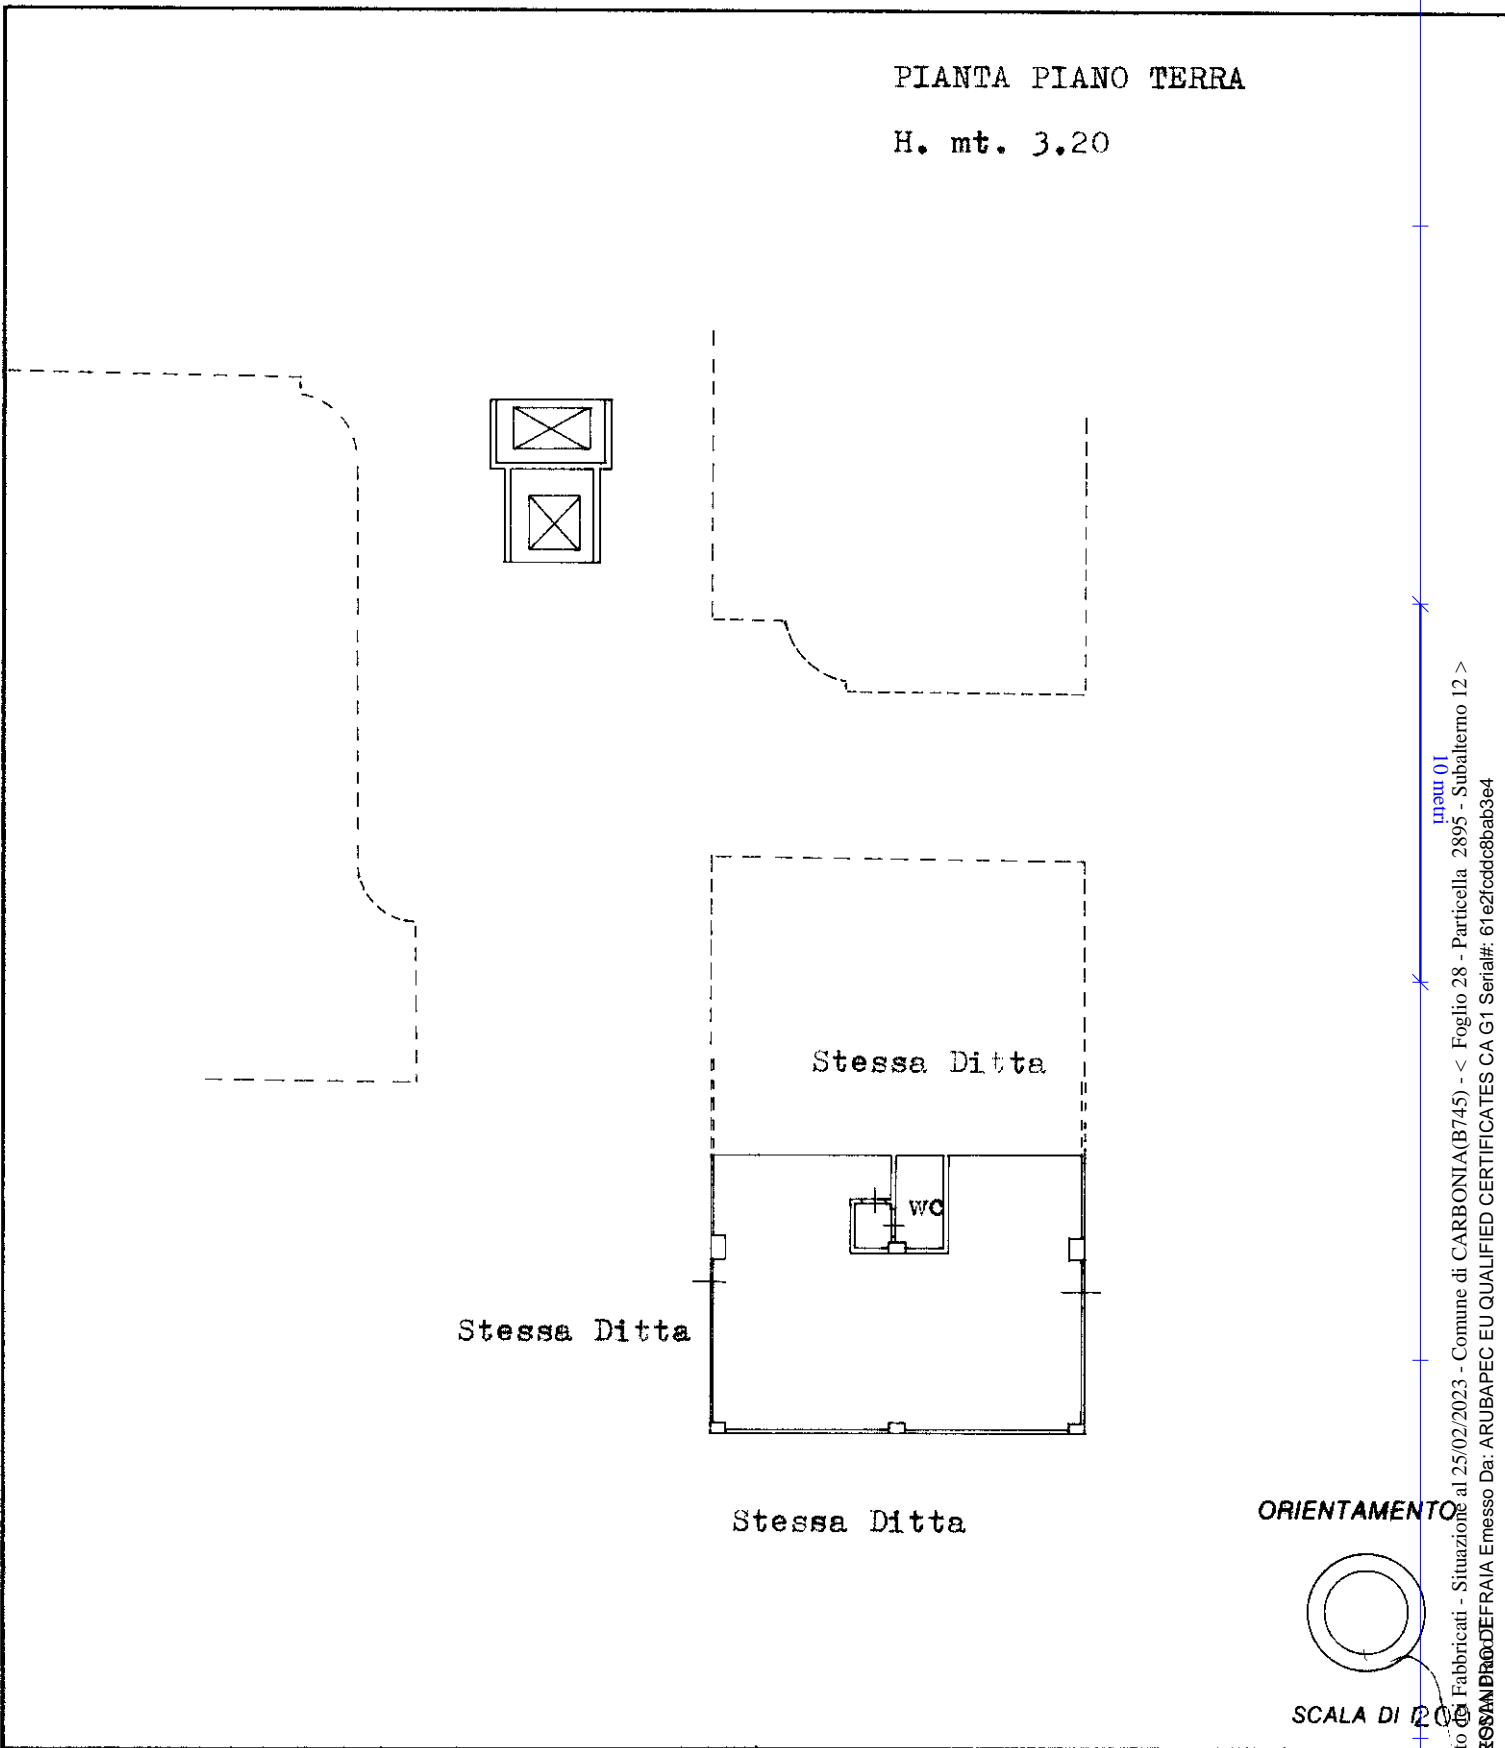 PIANTA PIANO TERRA
H. mt. 3.20
10 metri
Stessa Ditta
WC
Stessa Ditta
Stessa Ditta
ORIENTAMENTO
SCALA DI
Fabbricati - Situazione al 25/02/2023 - Comune di CARBONIA(B745) - < Foglio 28 - Particella 2895 - Subalterno 12 >
DEFRAIA Emesso Da: ARUBAPEC EU QUALIFIED CERTIFICATES CA G1 Serial#: 61e2fcddc8bab3e4